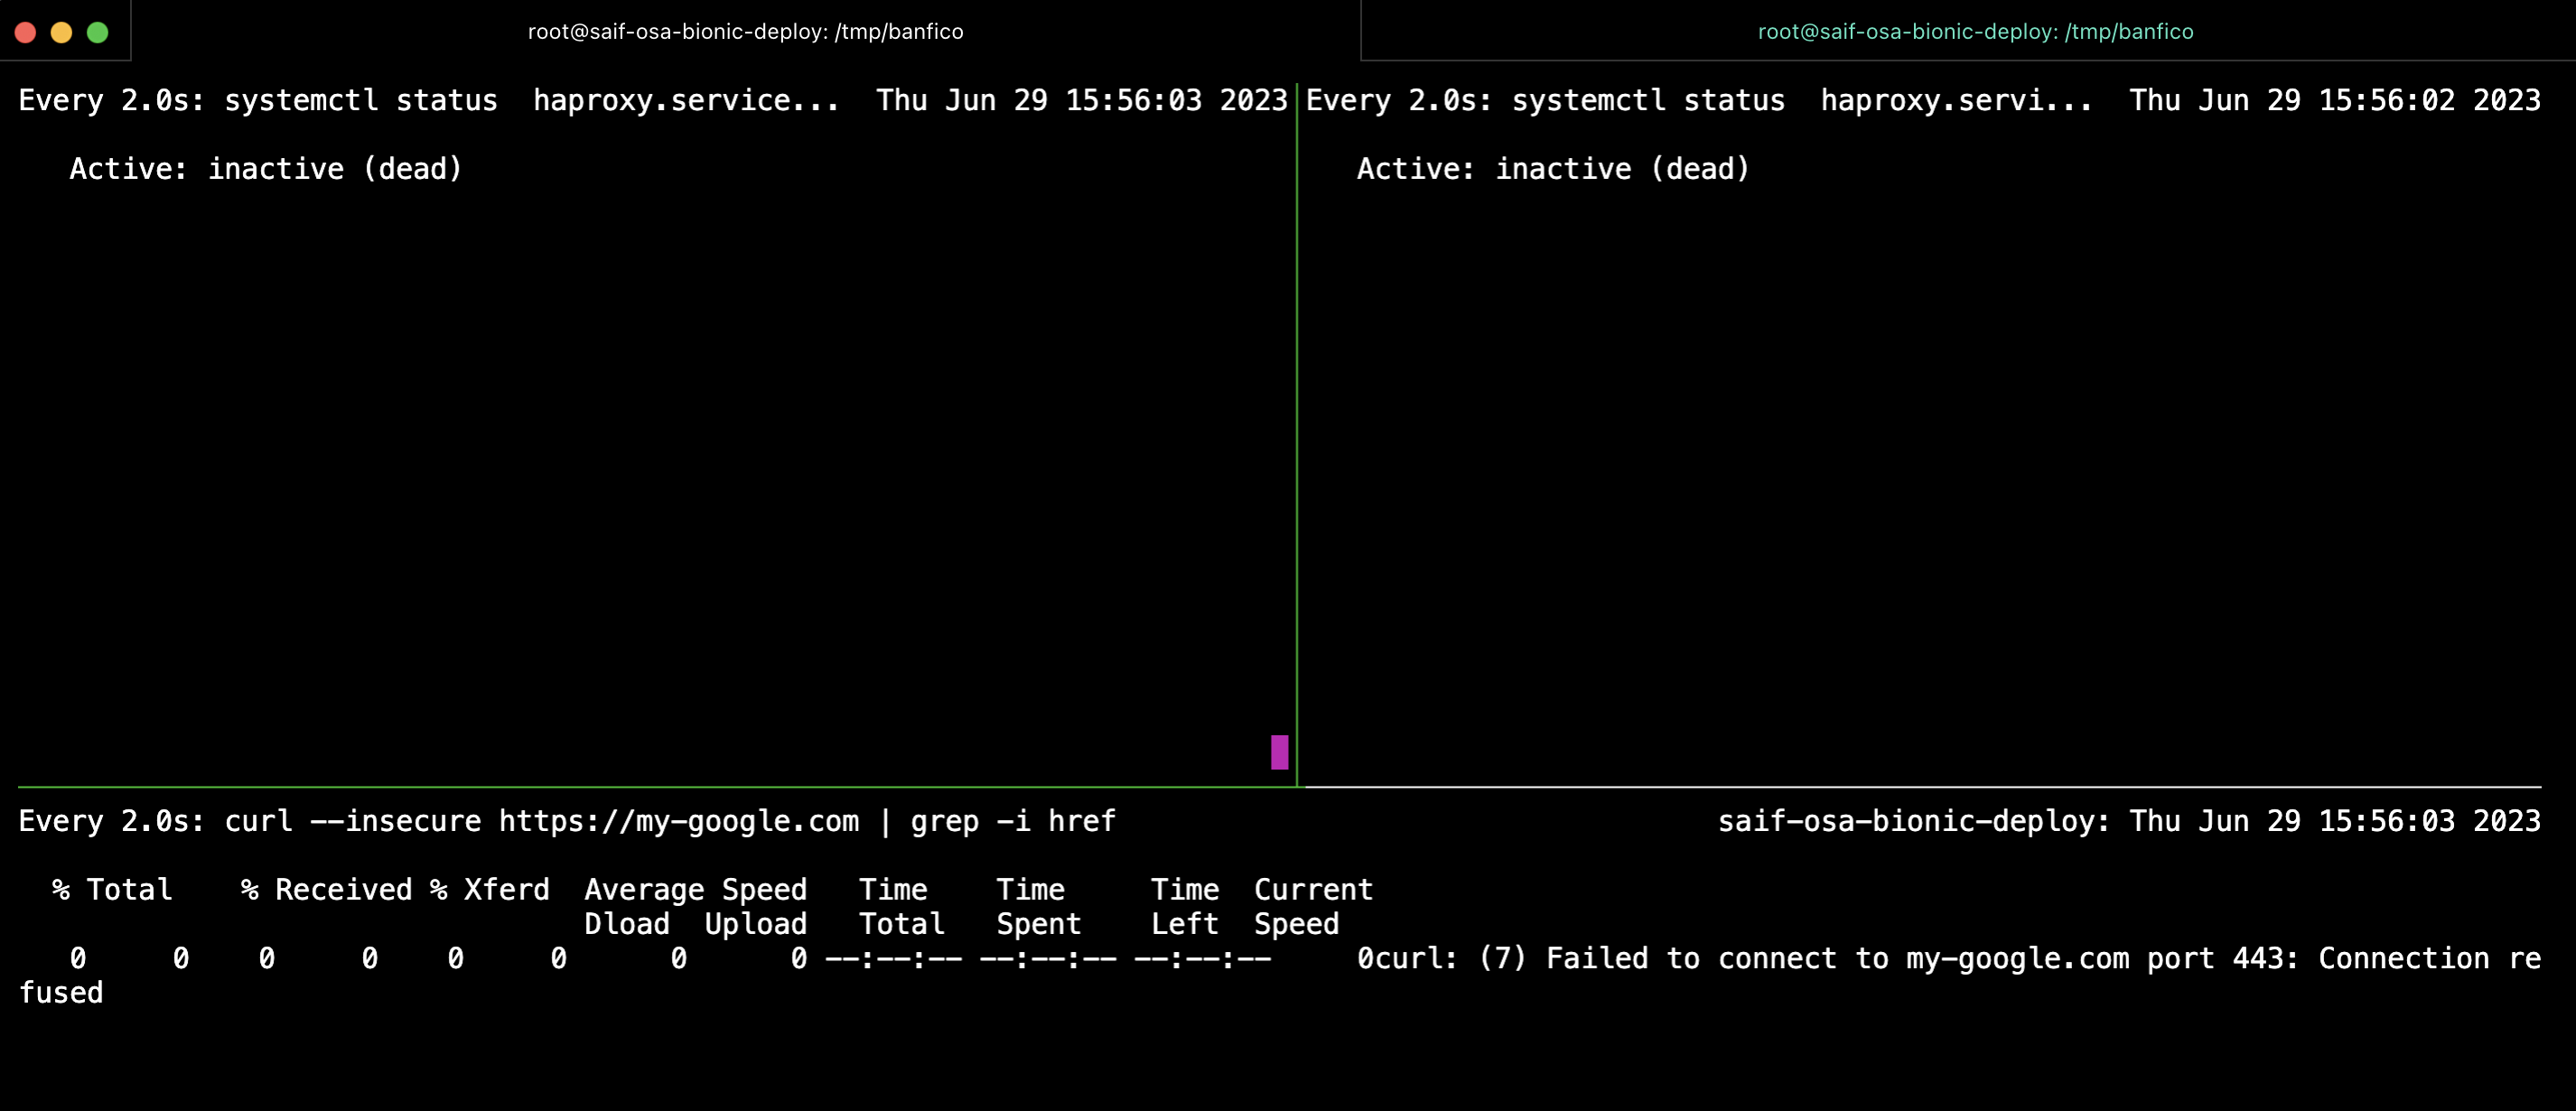 root@saif-osa-bionic-deploy: /tmp/banfico
root@saif-osa-bionic-deploy: /tmp/banfico
Every 2.0s: systemctl status  haproxy.service...  Thu Jun 29 15:56:03 2023
Active: inactive (dead)
Every 2.0s: systemctl status  haproxy.servi...  Thu Jun 29 15:56:02 2023
Active: inactive (dead)
Every 2.0s: curl --insecure https://my-google.com | grep -i href saif-osa-bionic-deploy: Thu Jun 29 15:56:03 2023
% Total    % Received % Xferd  Average Speed   Time    Time     Time  Current
Dload  Upload   Total   Spent    Left  Speed
0     0    0     0    0     0      0      0 --:--:-- --:--:-- --:--:--     0curl: (7) Failed to connect to my-google.com port 443: Connection re
fused